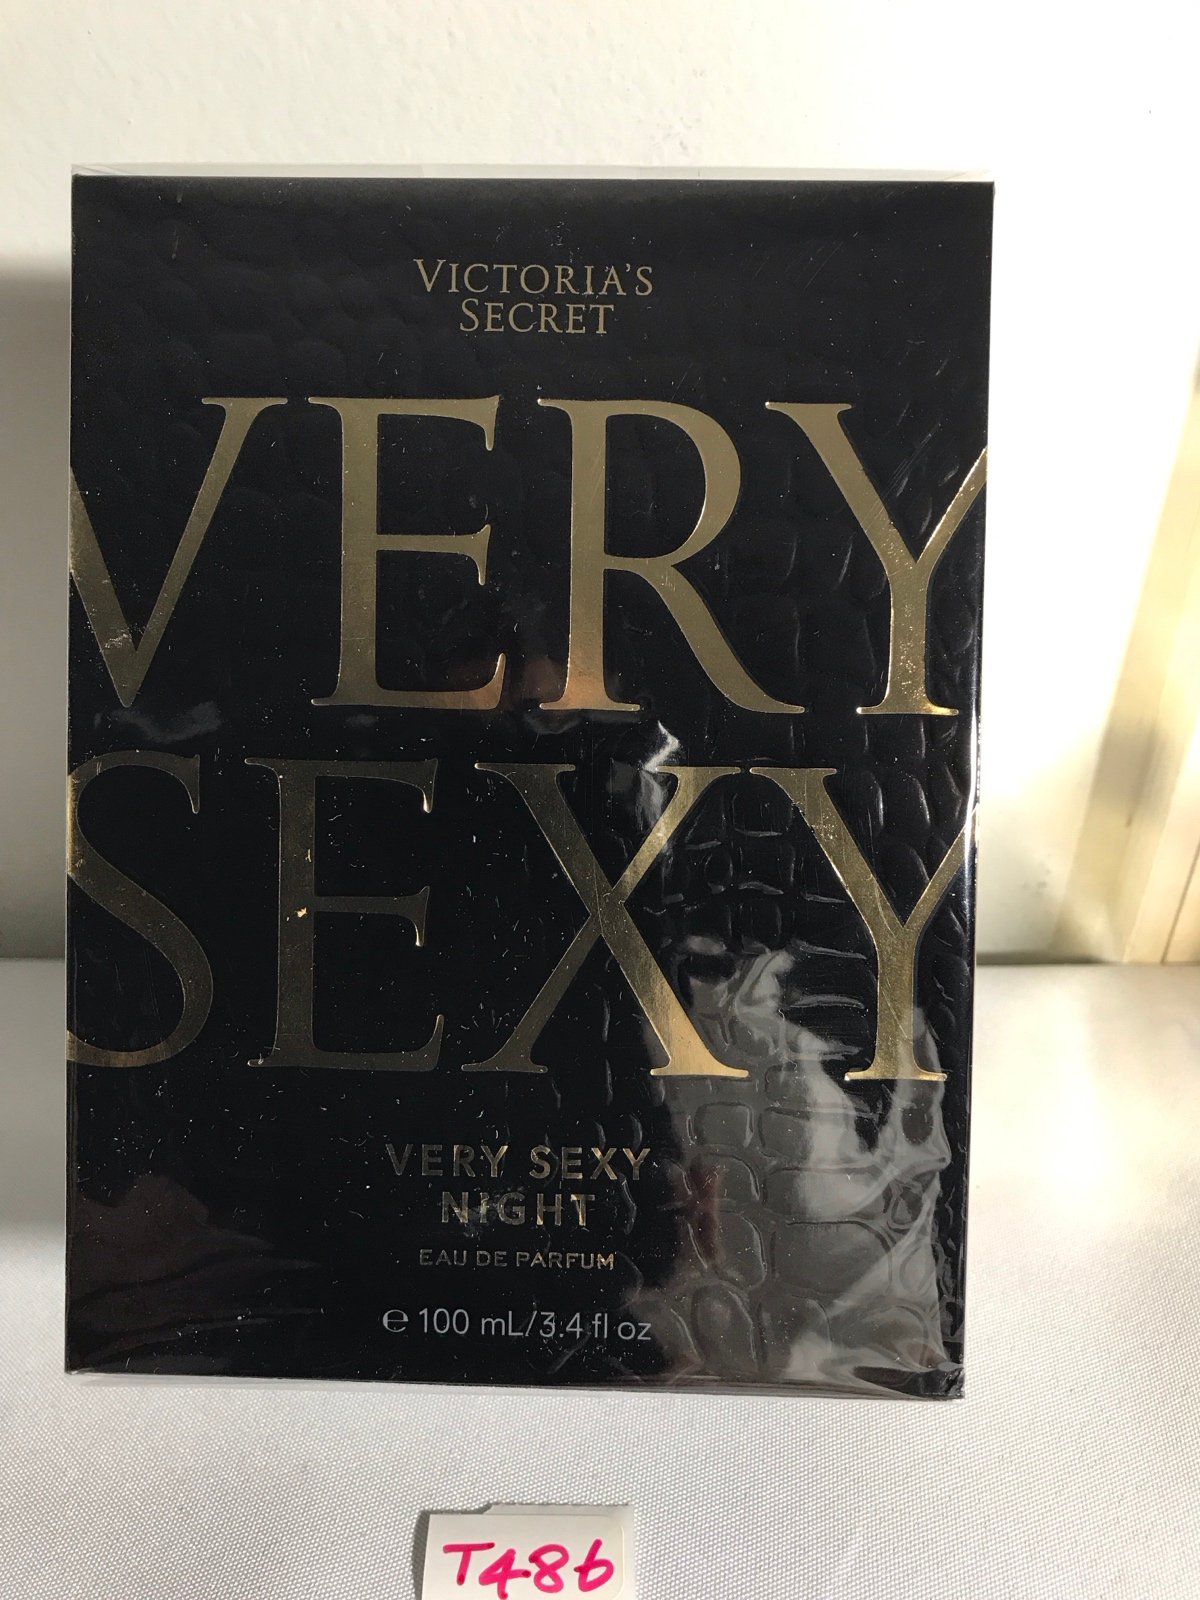 VICTORIA'S
SECRET
VERY
SEXY
VERY SEXY
NIGHT
EAU DE PARFUM
℮ 100 mL/3.4 fl oz
T486